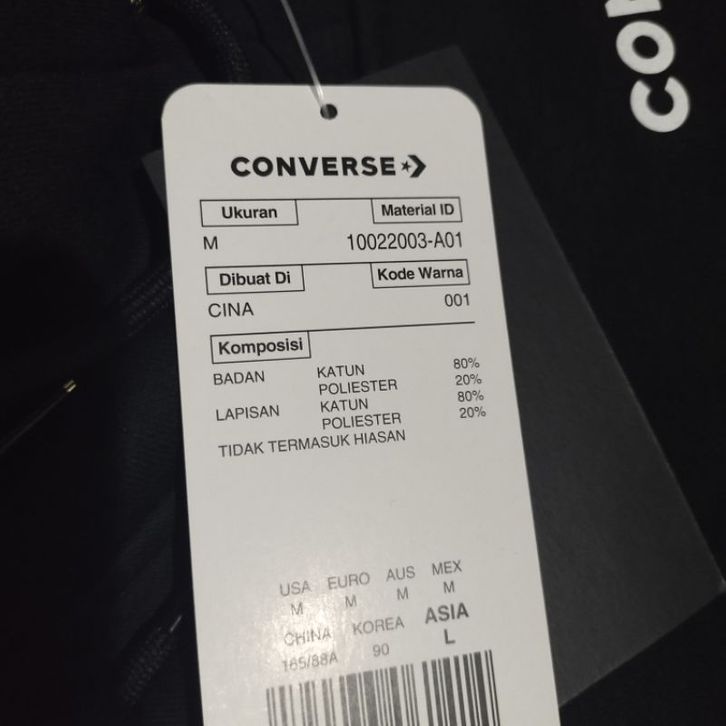 CONVERSE
Ukuran Material ID
M 10022003-A01
Dibuat Di Kode Warna
CINA 001
Komposisi
BADAN KATUN 80%
POLIESTER 20%
LAPISAN KATUN 80%
POLIESTER 20%
TIDAK TERMASUK HIASAN
USA EURO AUS MEX
M M M M
CHINA KOREA ASIA
165/88A 90 L
CO